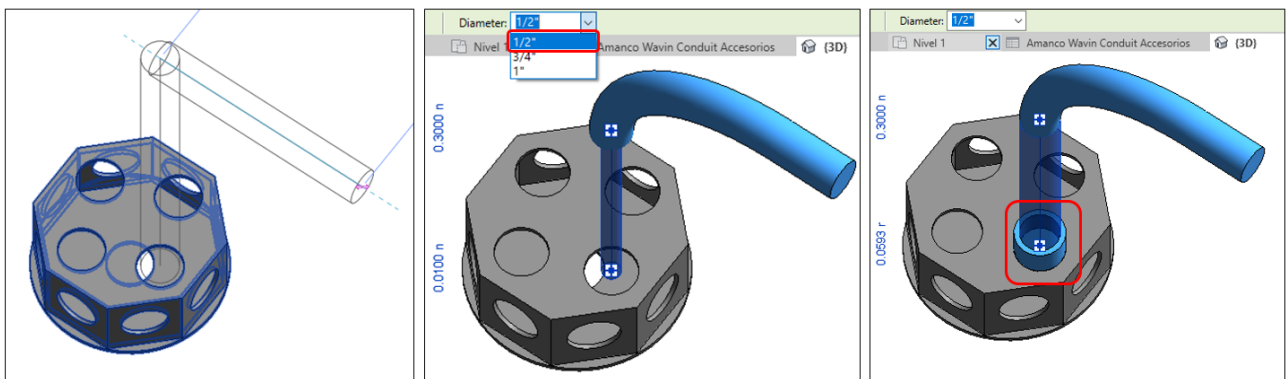 Diameter: 1/2"
1/2"
3/4"
1"
Nivel 1
Amanco Wavin Conduit Accesorios
{3D}
0.3000 n
0.0100 n
Diameter: 1/2"
Nivel 1
Amanco Wavin Conduit Accesorios
{3D}
0.3000 n
0.0593 r